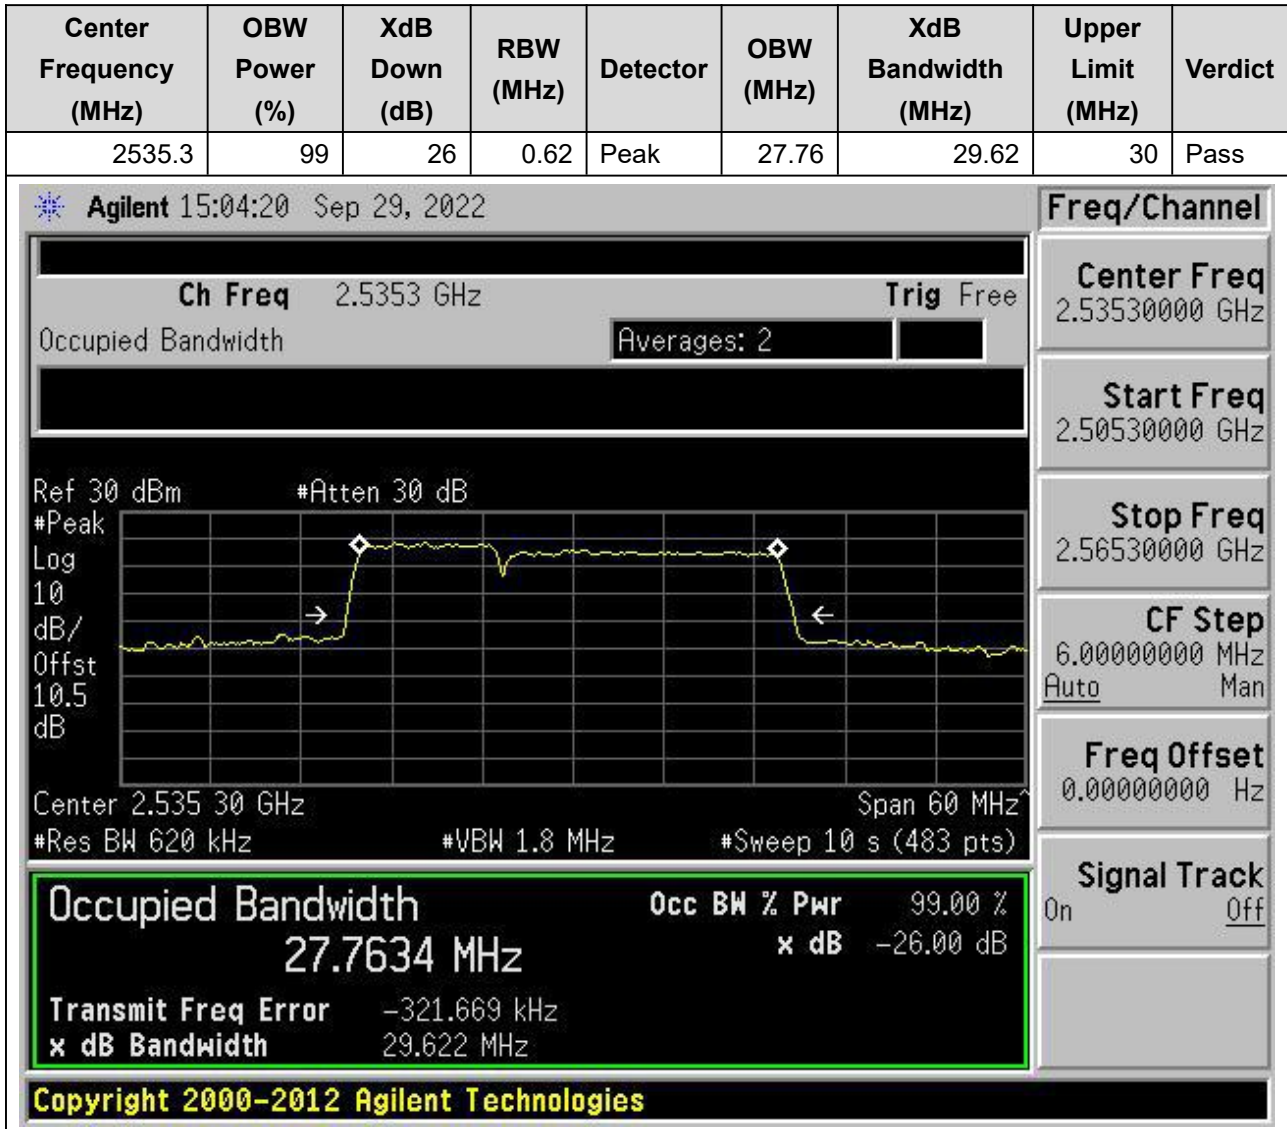 Center Frequency (MHz) OBW Power (%) XdB Down (dB) RBW (MHz) Detector OBW (MHz) XdB Bandwidth (MHz) Upper Limit (MHz) Verdict
2535.3 99 26 0.62 Peak 27.76 29.62 30 Pass
Agilent 15:04:20 Sep 29, 2022
Ch Freq 2.5353 GHz Trig Free
Occupied Bandwidth Averages: 2
Ref 30 dBm #Atten 30 dB
#Peak
Log
10
dB/
Offst
10.5
dB
Center 2.535 30 GHz Span 60 MHz^
#Res BW 620 kHz #VBW 1.8 MHz #Sweep 10 s (483 pts)
Occupied Bandwidth Occ BW % Pwr 99.00 %
27.7634 MHz x dB -26.00 dB
Transmit Freq Error -321.669 kHz
x dB Bandwidth 29.622 MHz
Copyright 2000-2012 Agilent Technologies
Freq/Channel
Center Freq
2.53530000 GHz
Start Freq
2.50530000 GHz
Stop Freq
2.56530000 GHz
CF Step
6.00000000 MHz
Auto Man
Freq Offset
0.00000000 Hz
Signal Track
On Off